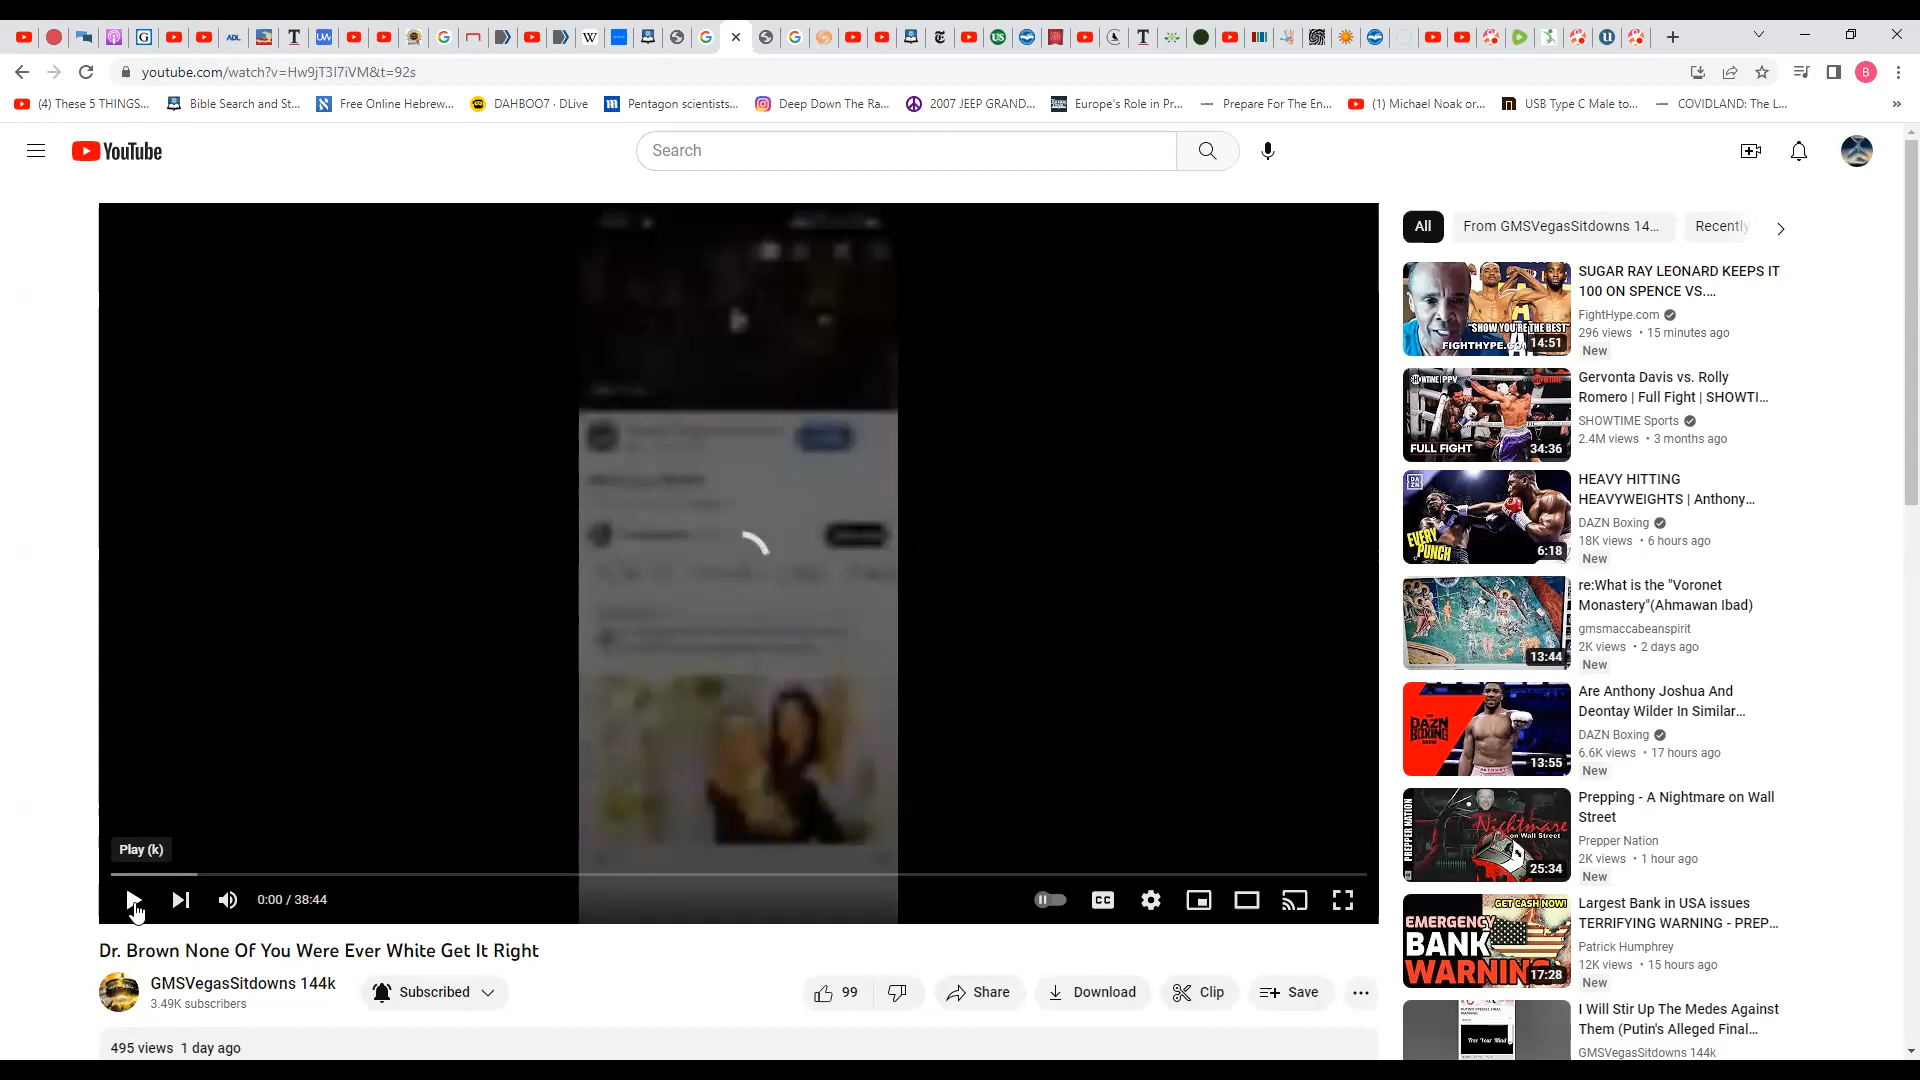 youtube.com/watch?v=Hw9jT3I7iVM&t=92s
(4) These 5 THINGS...
Bible Search and St...
Free Online Hebrew...
DAHBOO7 · DLive
Pentagon scientists...
Deep Down The Ra...
2007 JEEP GRAND...
Europe's Role in Pr...
Prepare For The En...
(1) Michael Noak or...
USB Type C Male to...
COVIDLAND: The L...
YouTube
Search
All
From GMSVegasSitdowns 14...
Recently
SUGAR RAY LEONARD KEEPS IT
100 ON SPENCE VS....
FightHype.com
296 views • 15 minutes ago
New
"SHOW YOU'RE THE BEST"
14:51
Gervonta Davis vs. Rolly
Romero | Full Fight | SHOWTI...
SHOWTIME Sports
2.4M views • 3 months ago
FULL FIGHT
34:36
HEAVY HITTING
HEAVYWEIGHTS | Anthony...
DAZN Boxing
18K views • 6 hours ago
New
EVERY
PUNCH
6:18
re:What is the "Voronet
Monastery"(Ahmawan Ibad)
gmsmaccabeanspirit
2K views • 2 days ago
New
13:44
Are Anthony Joshua And
Deontay Wilder In Similar...
DAZN Boxing
6.6K views • 17 hours ago
New
THE
DAZN
BOXING
SHOW
13:55
Prepping - A Nightmare on Wall
Street
Prepper Nation
2K views • 1 hour ago
New
PREPPER NATION
Nightmare
on Wall Street
25:34
Largest Bank in USA issues
TERRIFYING WARNING - PREP...
Patrick Humphrey
12K views • 15 hours ago
New
GET CASH NOW!
EMERGENCY
BANK
WARNING
17:28
I Will Stir Up The Medes Against
Them (Putin's Alleged Final...
GMSVegasSitdowns 144k
Free Your Mind
Play (k)
0:00 / 38:44
CC
Dr. Brown None Of You Were Ever White Get It Right
GMSVegasSitdowns 144k
3.49K subscribers
Subscribed
99
Share
Download
Clip
Save
495 views 1 day ago